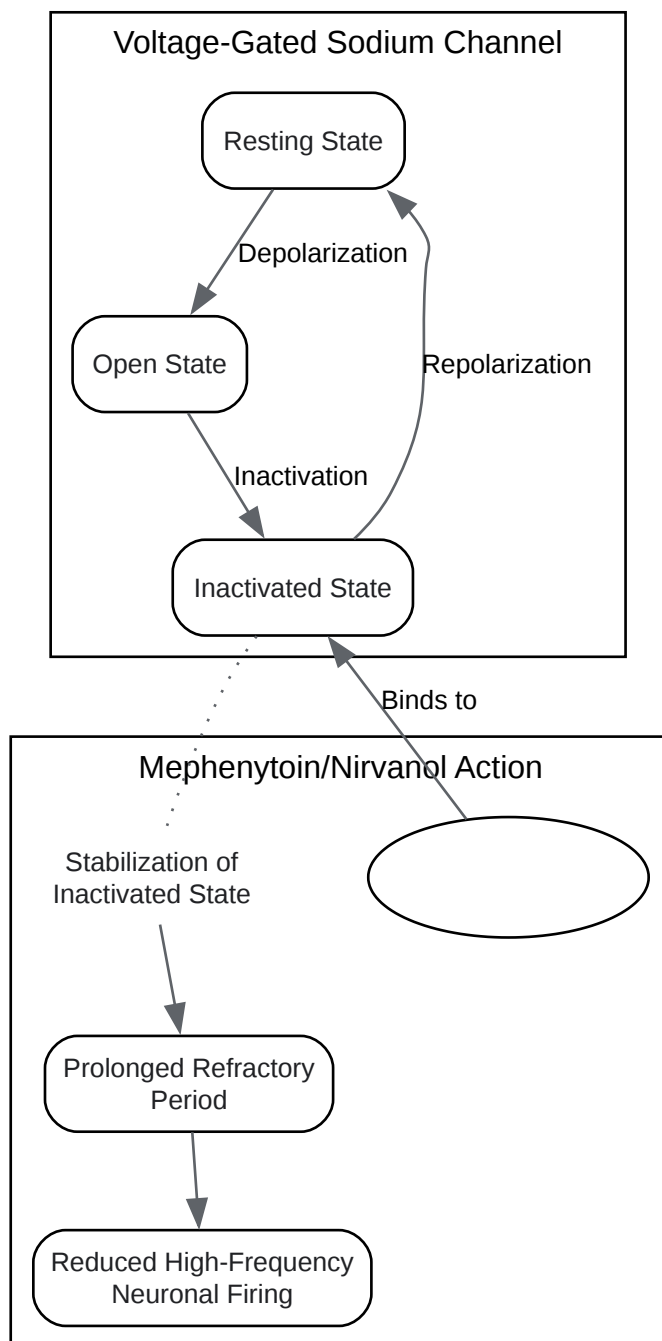 Voltage-Gated Sodium Channel
Resting State
Depolarization
Open State
Repolarization
Inactivation
Inactivated State
Binds to
Mephenytoin/Nirvanol Action
Stabilization of
Inactivated State
Prolonged Refractory
Period
Reduced High-Frequency
Neuronal Firing